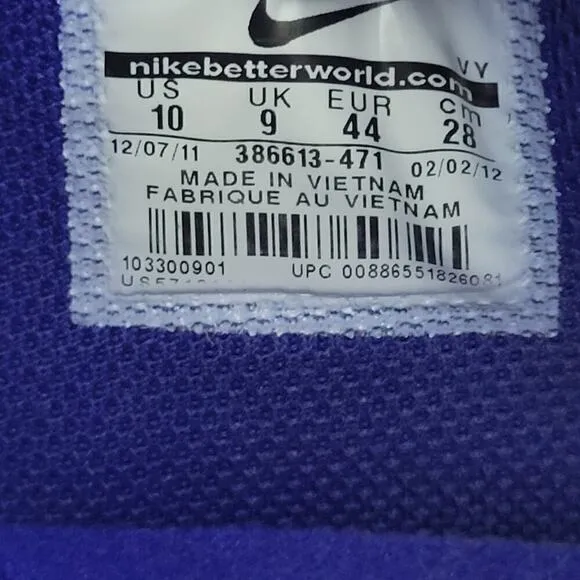 nikebetterworld.com
VY
US UK EUR cm
10 9 44 28
12/07/11 386613-471 02/02/12
MADE IN VIETNAM
FABRIQUE AU VIETNAM
103300901 UPC 00886551826081